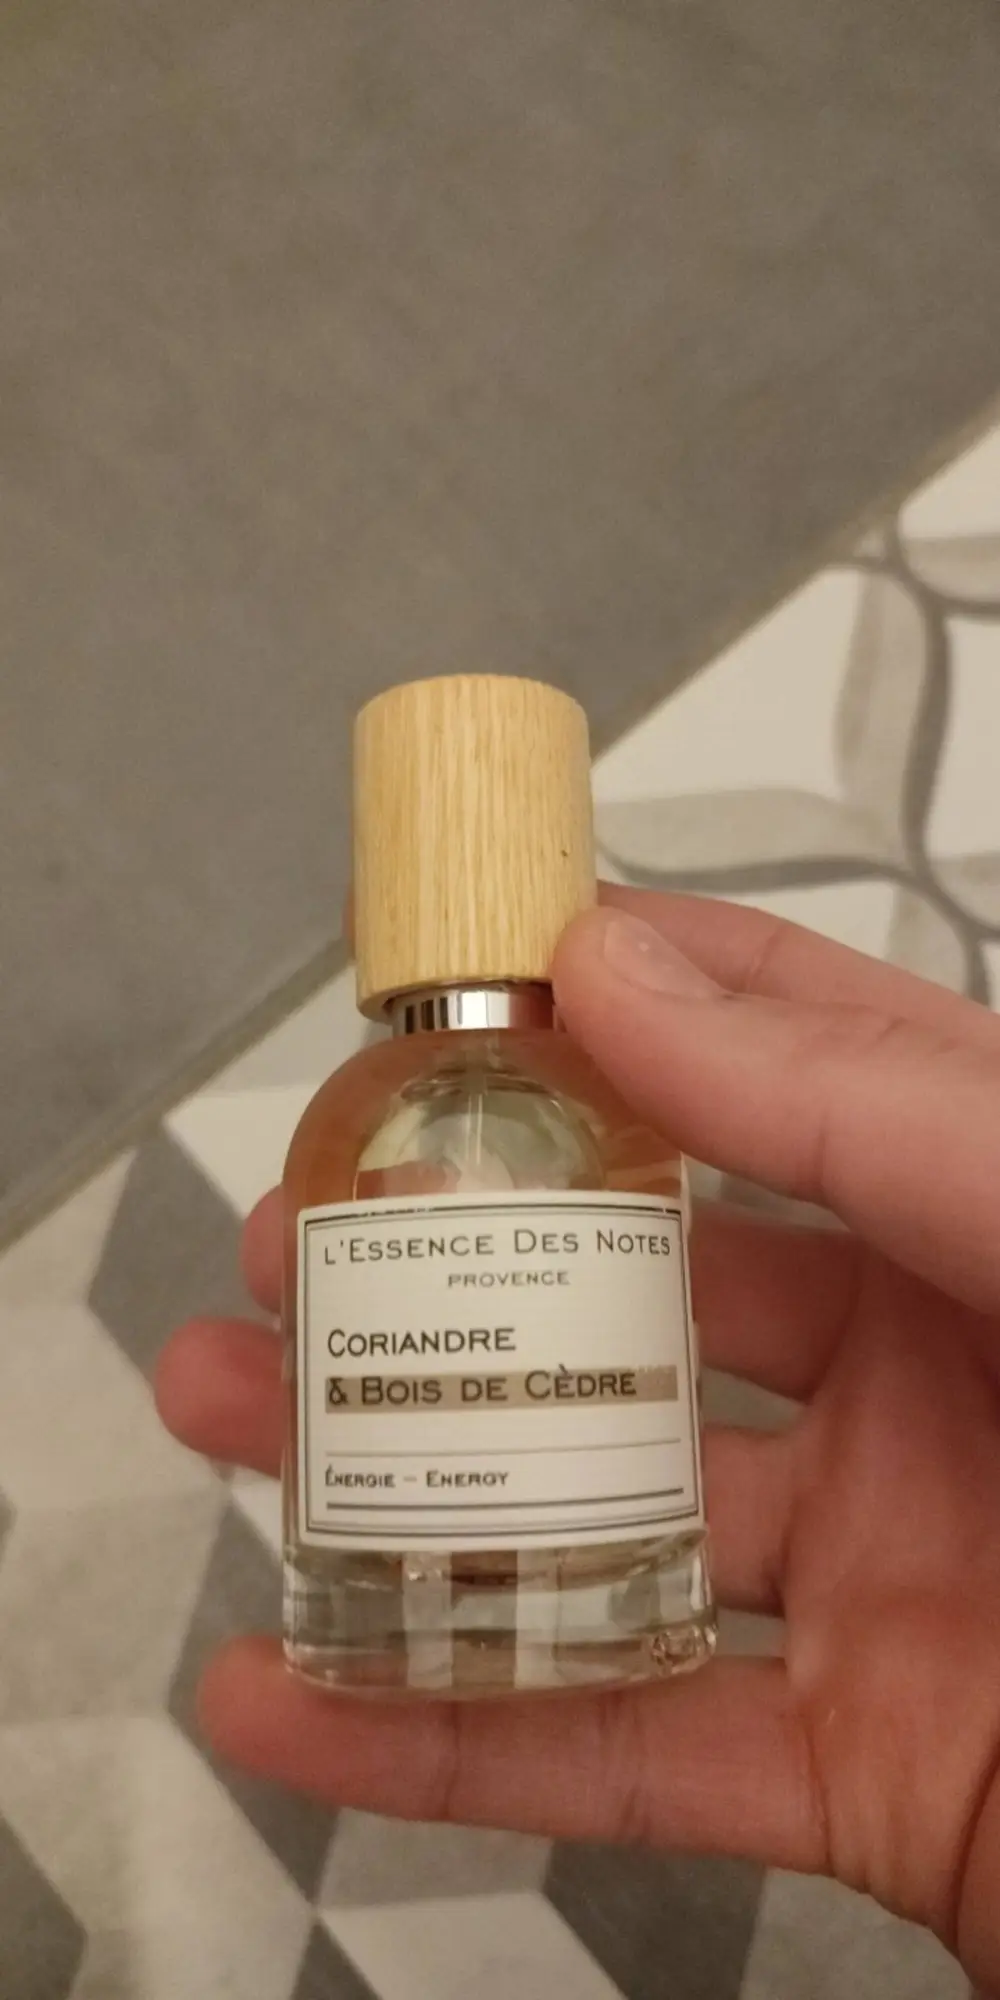 L'ESSENCE DES NOTES
PROVENCE
CORIANDRE
& BOIS DE CÈDRE
ÉNERGIE – ENERGY